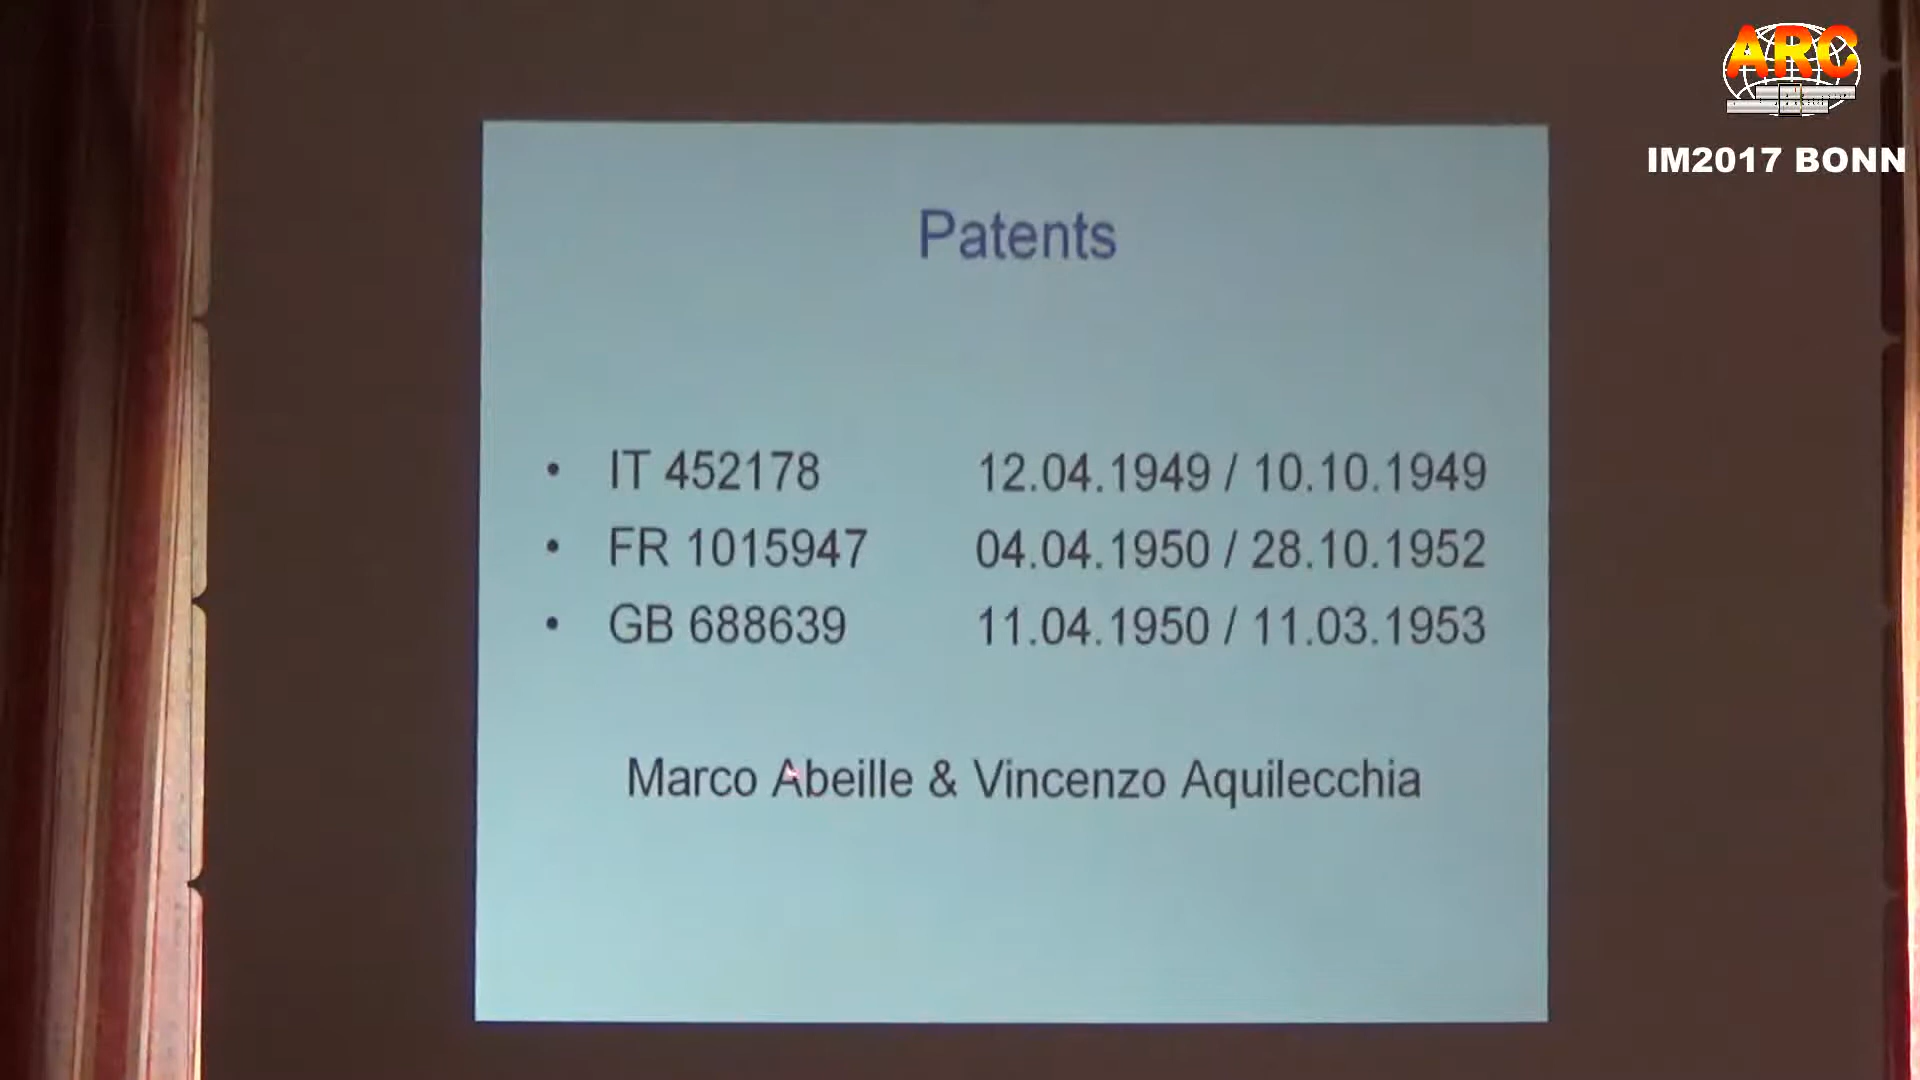 ARC
IM2017 BONN
Patents
• IT 452178 12.04.1949 / 10.10.1949
• FR 1015947 04.04.1950 / 28.10.1952
• GB 688639 11.04.1950 / 11.03.1953
Marco Abeille & Vincenzo Aquilecchia